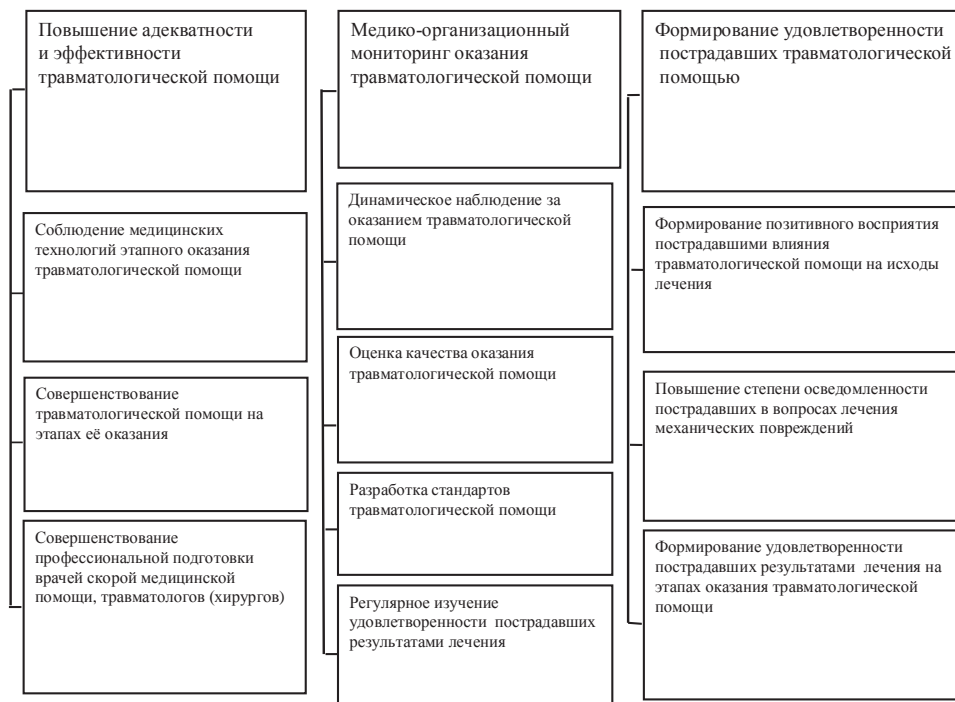 Повышение адекватности
и эффективности
травматологической помощи
Соблюдение медицинских
технологий этапного оказания
травматологической помощи
Совершенствование
травматологической помощи на
этапах её оказания
Совершенствование
профессиональной подготовки
врачей скорой медицинской
помощи, травматологов (хирургов)
Медико-организационный
мониторинг оказания
травматологической помощи
Динамическое наблюдение за
оказанием травматологической
помощи
Оценка качества оказания
травматологической помощи
Разработка стандартов
травматологической помощи
Регулярное изучение
удовлетворенности пострадавших
результатами лечения
Формирование удовлетворенности
пострадавших травматологической
помощью
Формирование позитивного восприятия
пострадавшими влияния
травматологической помощи на исходы
лечения
Повышение степени осведомленности
пострадавших в вопросах лечения
механических повреждений
Формирование удовлетворенности
пострадавших результатами лечения на
этапах оказания травматологической
помощи